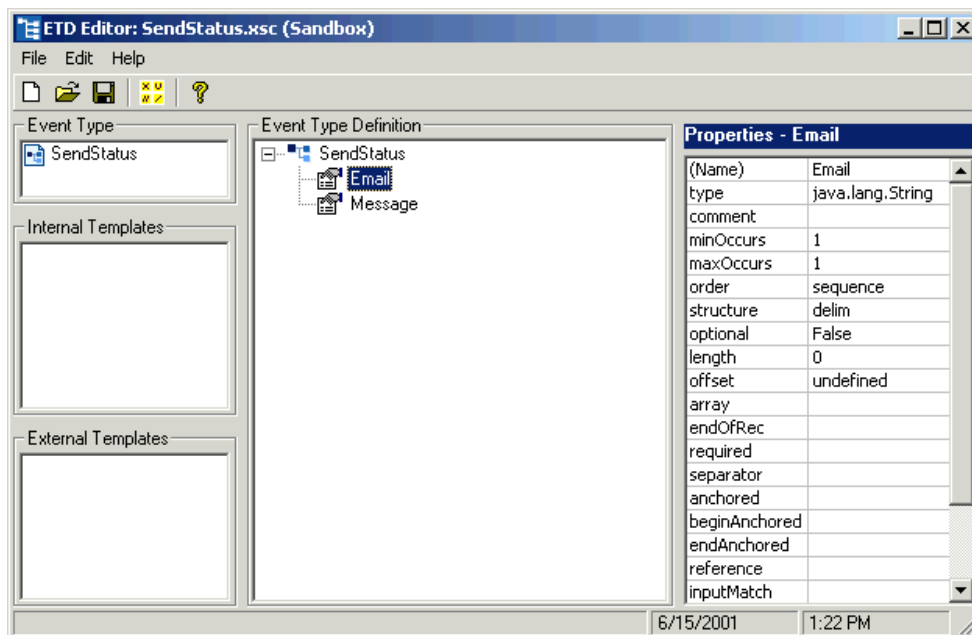 ETD Editor: SendStatus.xsc (Sandbox)
File Edit Help
Event Type
SendStatus
Internal Templates
External Templates
Event Type Definition
SendStatus
Email
Message
Properties - Email
(Name) Email
type java.lang.String
comment
minOccurs 1
maxOccurs 1
order sequence
structure delim
optional False
length 0
offset undefined
array
endOfRec
required
separator
anchored
beginAnchored
endAnchored
reference
inputMatch
6/15/2001 1:22 PM